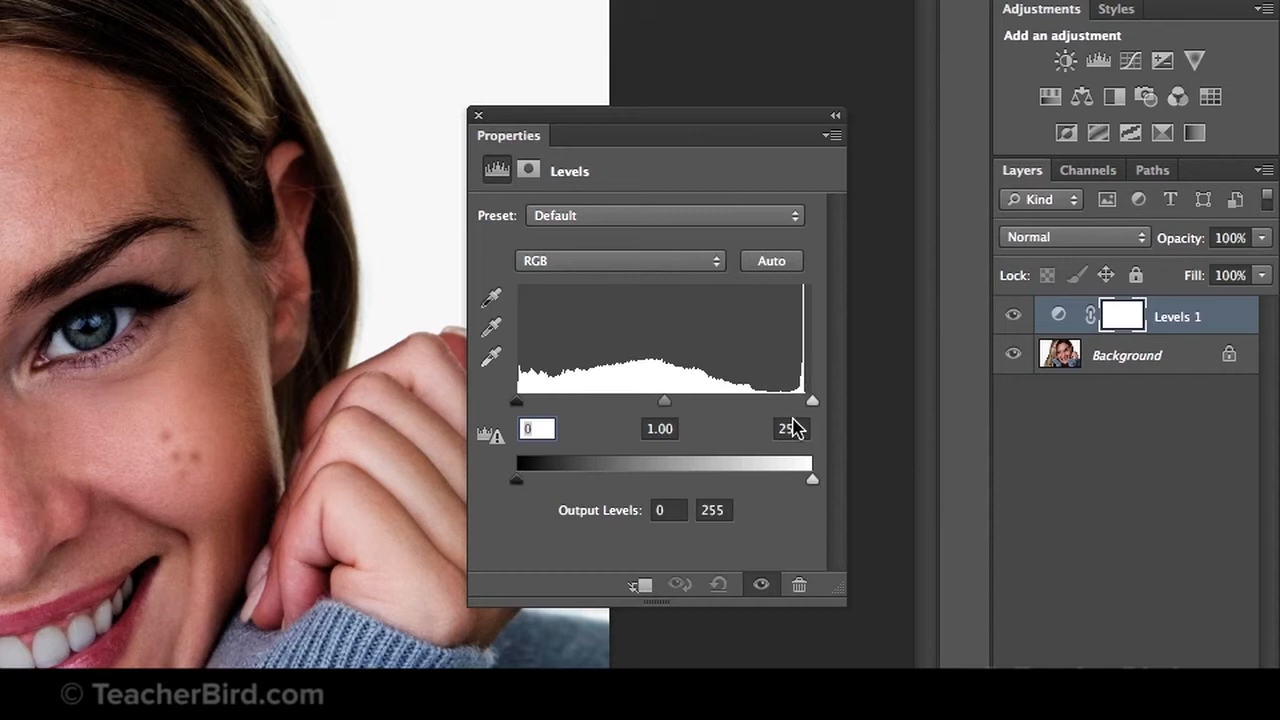 Adjustments Styles
Add an adjustment
Properties
Levels
Preset: Default
RGB Auto
0 1.00
Output Levels: 0 255
Layers Channels Paths
Kind
Normal Opacity: 100%
Lock: Fill: 100%
Levels 1
Background
© TeacherBird.com